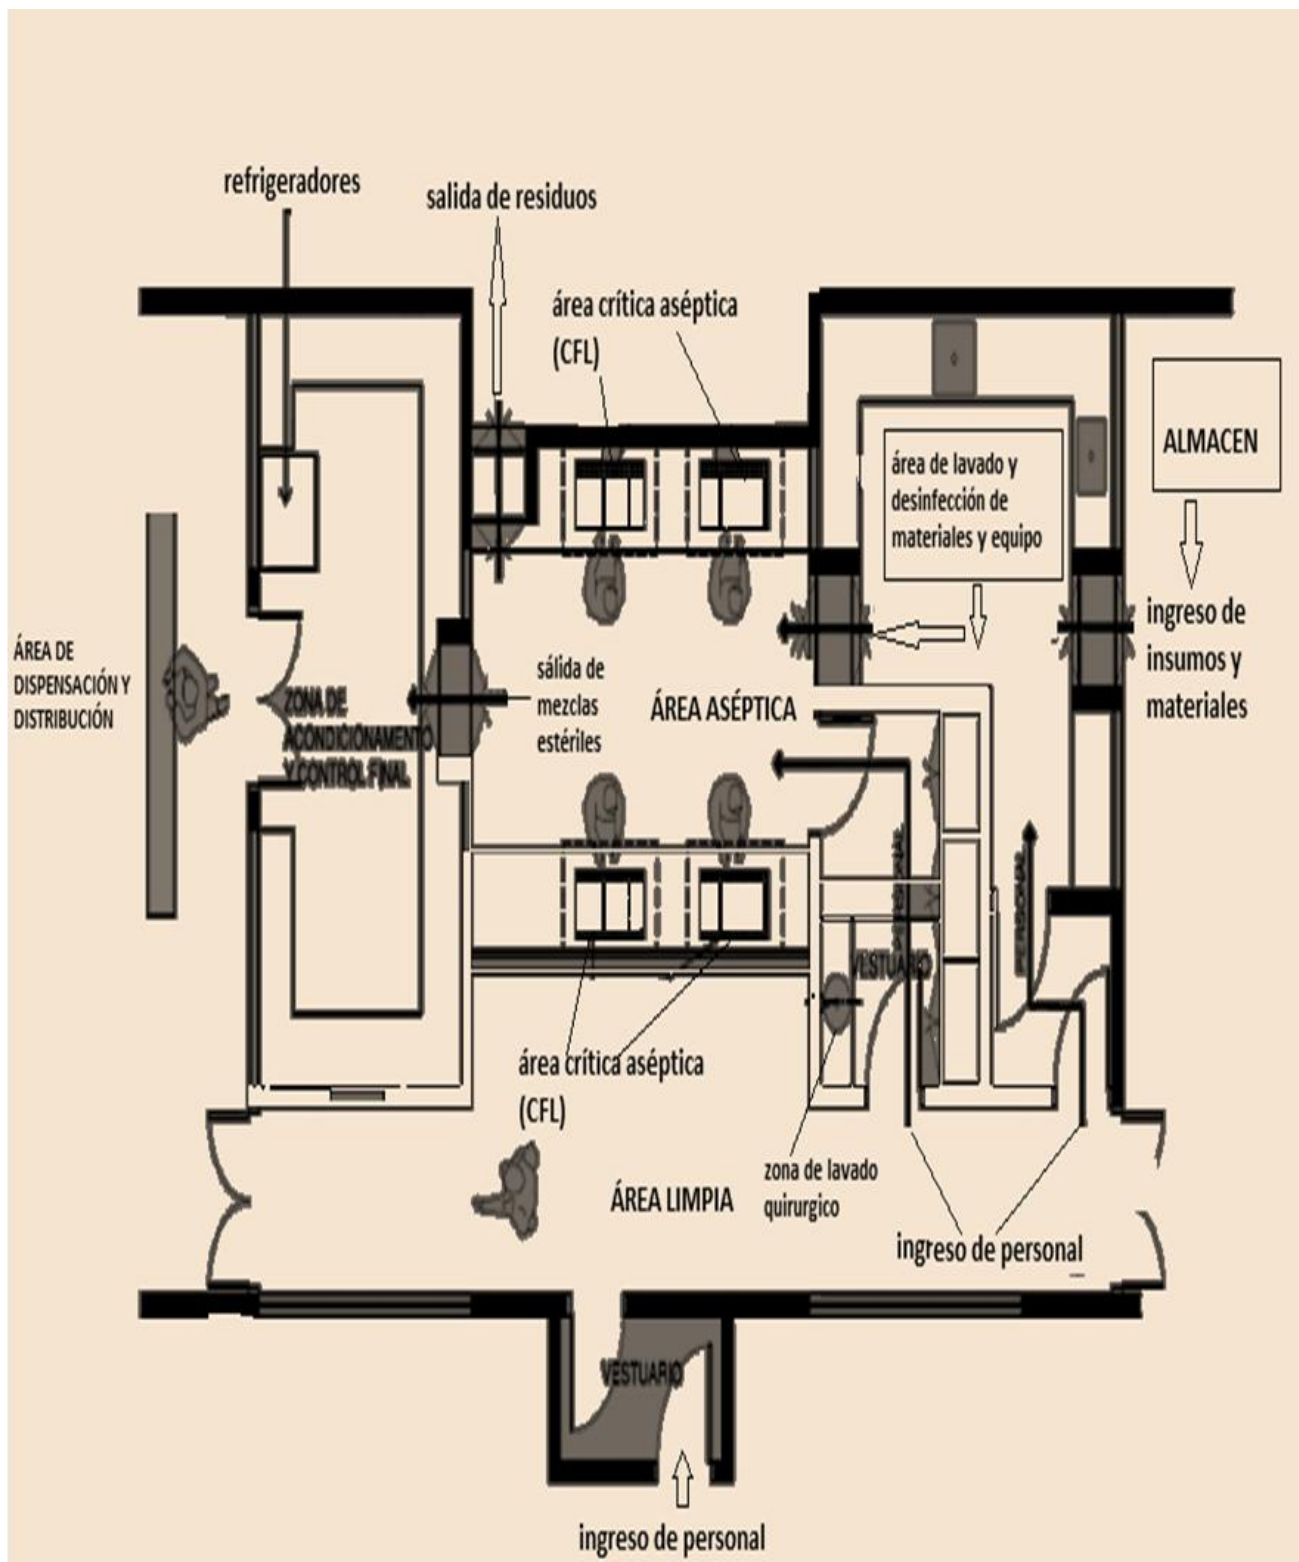 refrigeradores
salida de residuos
área crítica aséptica
(CFL)
ALMACEN
área de lavado y
desinfección de
materiales y equipo
ingreso de
insumos y
materiales
ÁREA DE
DISPENSACIÓN Y
DISTRIBUCIÓN
ZONA DE
ACONDICIONAMENTO
Y CONTROL FINAL
sálida de
mezclas
estériles
ÁREA ASÉPTICA
PERSONAL
PERSONAL
VESTUARIO
área crítica aséptica
(CFL)
zona de lavado
quirurgico
ÁREA LIMPIA
ingreso de personal
VESTUARIO
ingreso de personal